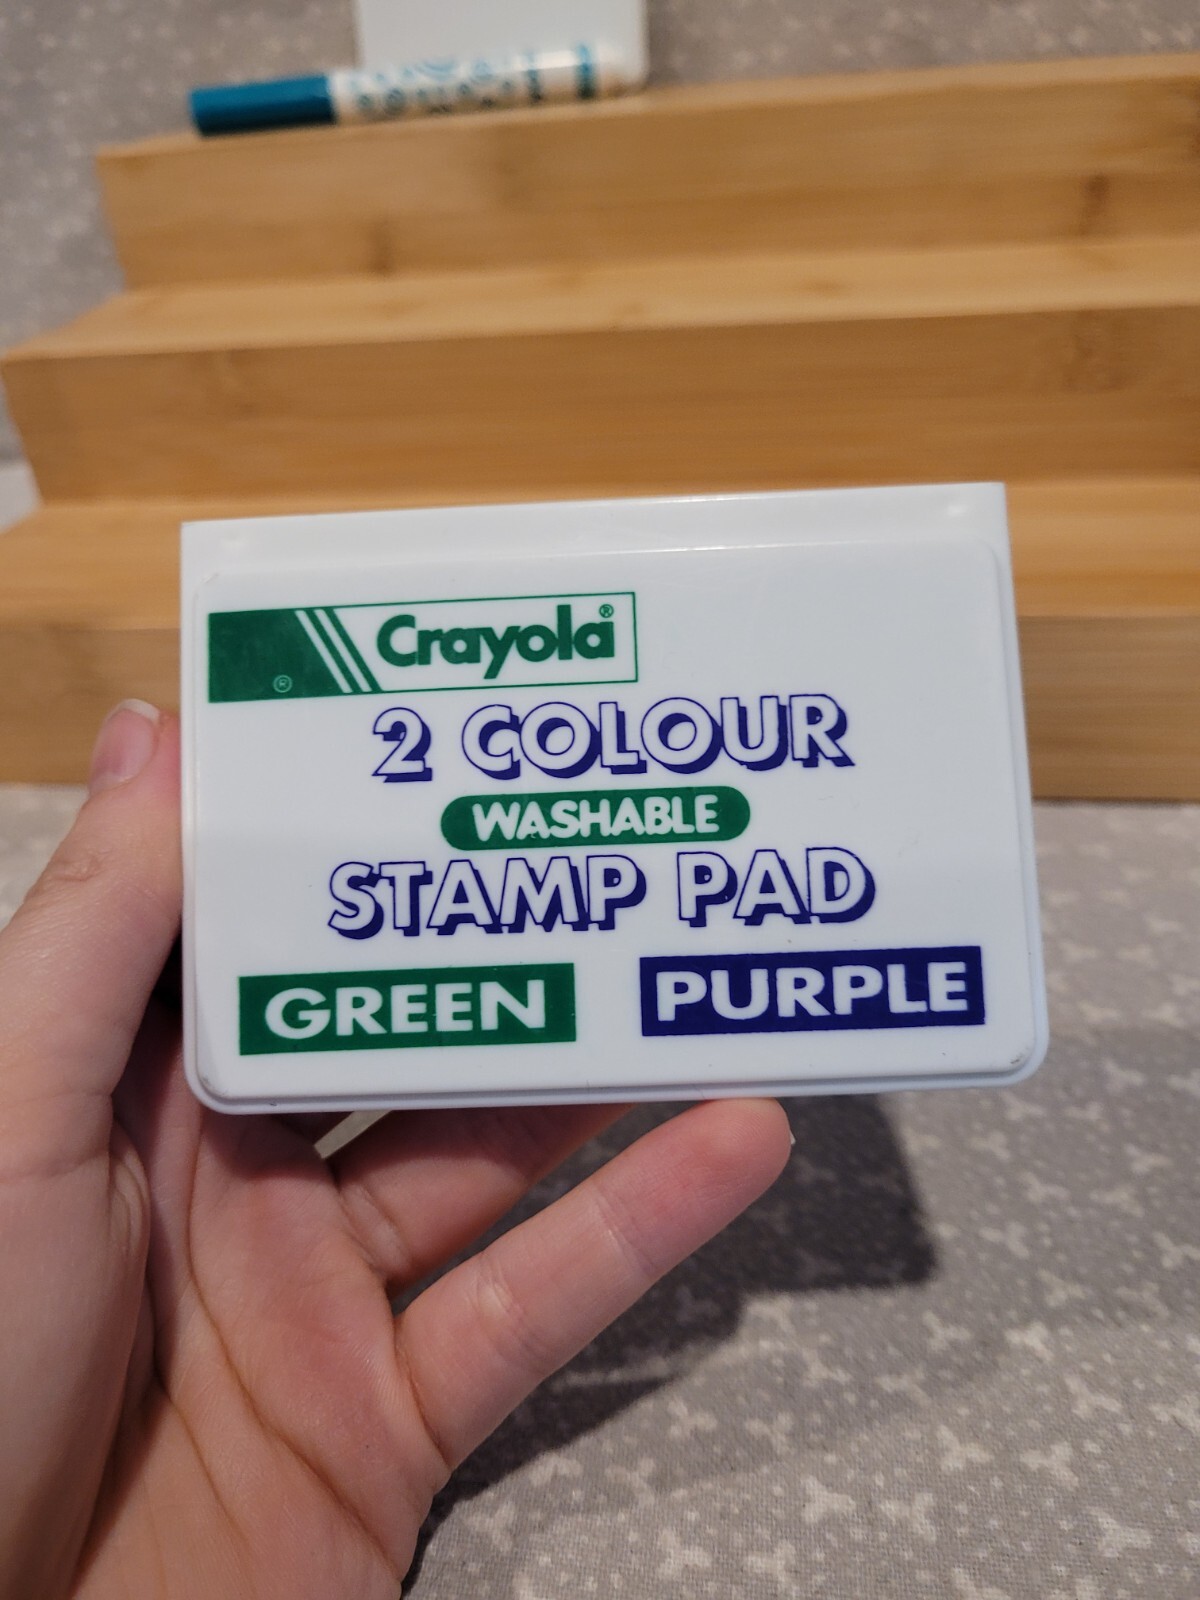 Crayola®
®
2 COLOUR
WASHABLE
STAMP PAD
GREEN PURPLE